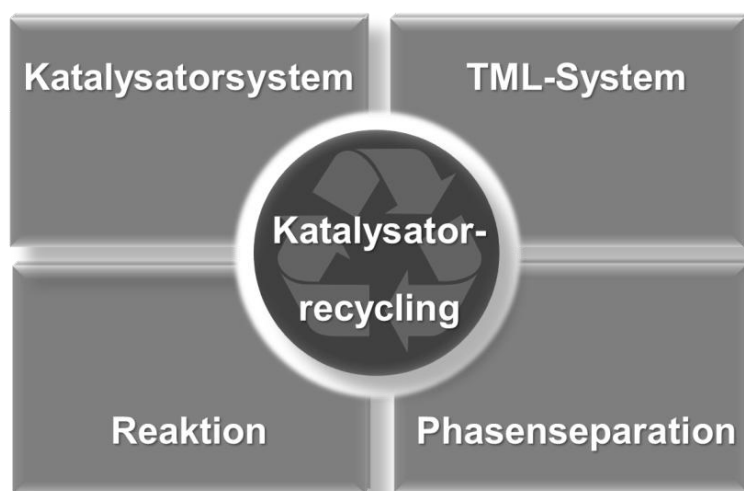 Katalysatorsystem
TML-System
Katalysator-
recycling
Reaktion
Phasenseparation